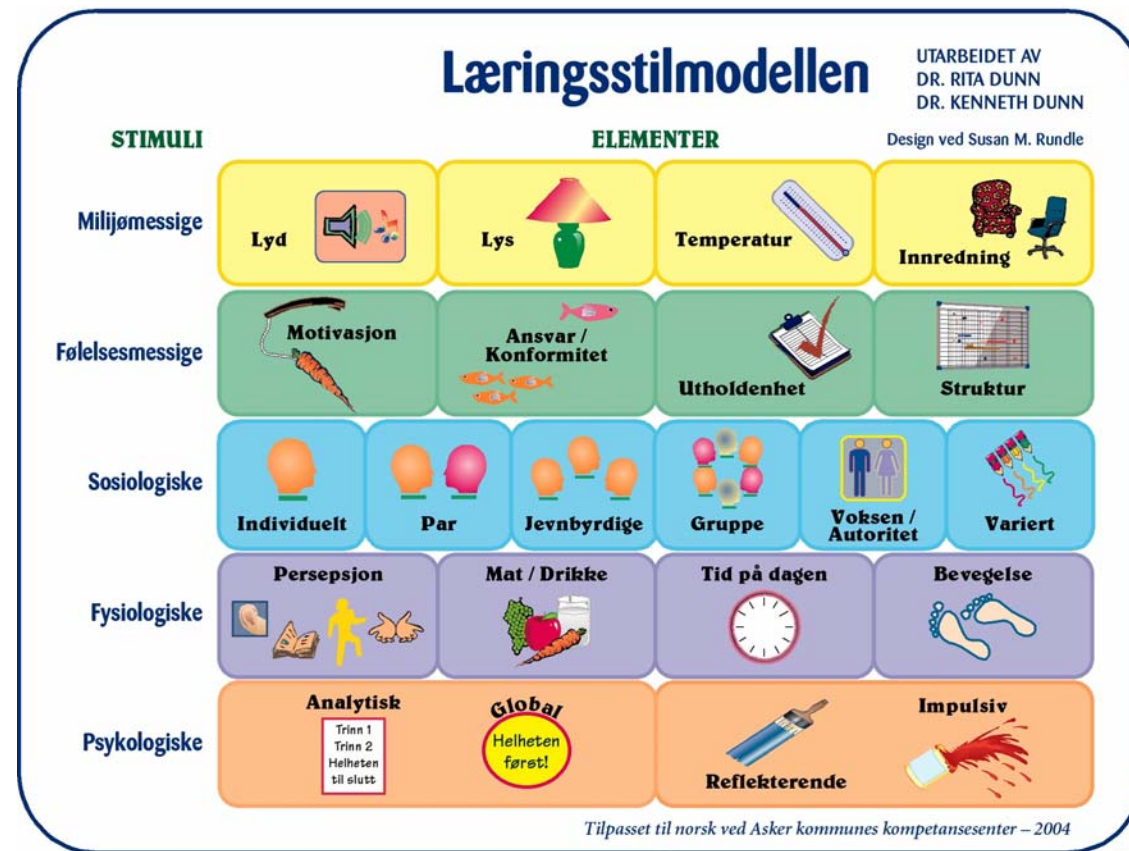 Læringsstilmodellen
UTARBEIDET AV
DR. RITA DUNN
DR. KENNETH DUNN
STIMULI
ELEMENTER
Design ved Susan M. Rundle
Milijømessige
Lyd
Lys
Temperatur
Innredning
Følelsesmessige
Motivasjon
Ansvar /
Konformitet
Utholdenhet
Struktur
Sosiologiske
Individuelt
Par
Jevnbyrdige
Gruppe
Voksen /
Autoritet
Variert
Fysiologiske
Persepsjon
Mat / Drikke
Tid på dagen
Bevegelse
Psykologiske
Analytisk
Trinn 1
Trinn 2
Helheten
til slutt
Global
Helheten
først!
Reflekterende
Impulsiv
Tilpasset til norsk ved Asker kommunes kompetansesenter – 2004